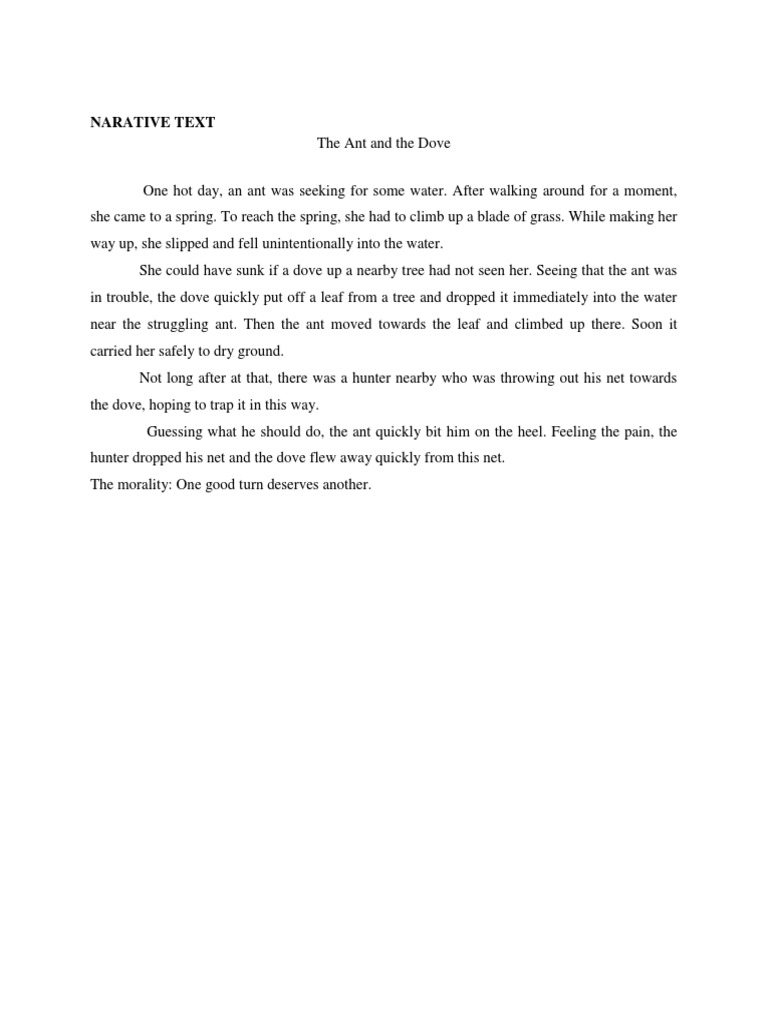 NARATIVE TEXT
The Ant and the Dove
One hot day, an ant was seeking for some water. After walking around for a moment,
she came to a spring. To reach the spring, she had to climb up a blade of grass. While making her
way up, she slipped and fell unintentionally into the water.
She could have sunk if a dove up a nearby tree had not seen her. Seeing that the ant was
in trouble, the dove quickly put off a leaf from a tree and dropped it immediately into the water
near the struggling ant. Then the ant moved towards the leaf and climbed up there. Soon it
carried her safely to dry ground.
Not long after at that, there was a hunter nearby who was throwing out his net towards
the dove, hoping to trap it in this way.
Guessing what he should do, the ant quickly bit him on the heel. Feeling the pain, the
hunter dropped his net and the dove flew away quickly from this net.
The morality: One good turn deserves another.